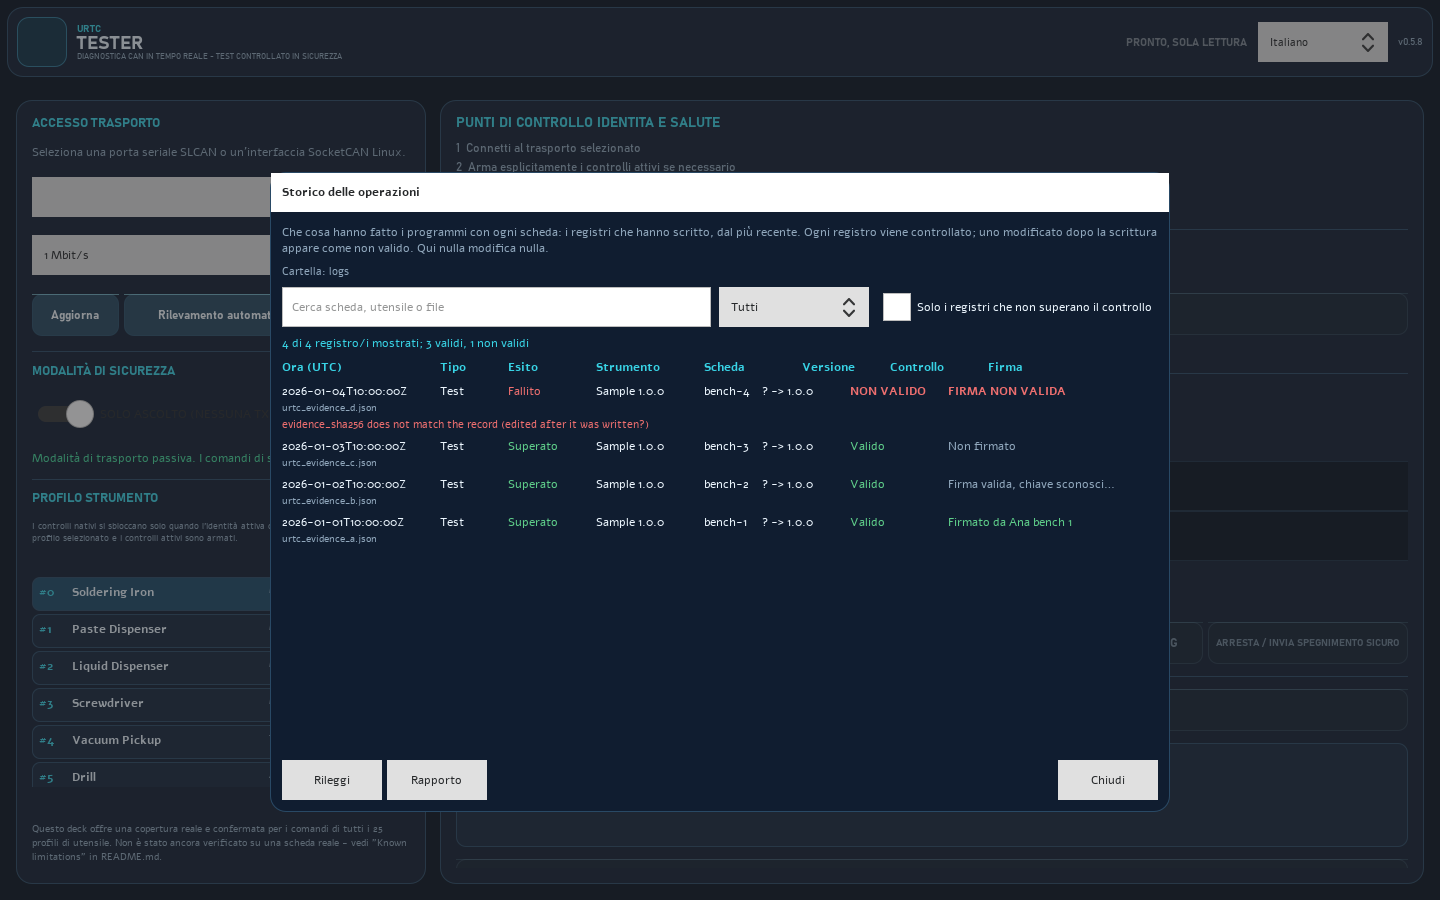 URTC
TESTER
DIAGNOSTICA CAN IN TEMPO REALE - TEST CONTROLLATO IN SICUREZZA
PRONTO, SOLA LETTURA
Italiano
v0.5.8
ACCESSO TRASPORTO
Seleziona una porta seriale SLCAN o un'interfaccia SocketCAN Linux.
1 Mbit/s
Aggiorna
Rilevamento automat
MODALITÀ DI SICUREZZA
SOLO ASCOLTO (NESSUNA TX
Modalità di trasporto passiva. I comandi di s
PROFILO STRUMENTO
I controlli nativi si sbloccano solo quando l'identità attiva
profilo selezionato e i controlli attivi sono armati.
#0 Soldering Iron
#1 Paste Dispenser
#2 Liquid Dispenser
#3 Screwdriver
#4 Vacuum Pickup
#5 Drill
Questo deck offre una copertura reale e confermata per i comandi di tutti i 25
profili di utensile. Non è stato ancora verificato su una scheda reale - vedi "Known
limitations" in README.md.
PUNTI DI CONTROLLO IDENTITA E SALUTE
1 Connetti al trasporto selezionato
2 Arma esplicitamente i controlli attivi se necessario
G
ARRESTA / INVIA SPEGNIMENTO SICURO
Storico delle operazioni
Che cosa hanno fatto i programmi con ogni scheda: i registri che hanno scritto, dal più recente. Ogni registro viene controllato; uno modificato dopo la scrittura
appare come non valido. Qui nulla modifica nulla.
Cartella: logs
Cerca scheda, utensile o file
Tutti
Solo i registri che non superano il controllo
4 di 4 registro/i mostrati; 3 validi, 1 non validi
Ora (UTC) Tipo Esito Strumento Scheda Versione Controllo Firma
2026-01-04T10:00:00Z Test Fallito Sample 1.0.0 bench-4 ? -> 1.0.0 NON VALIDO FIRMA NON VALIDA
urtc_evidence_d.json
evidence_sha256 does not match the record (edited after it was written?)
2026-01-03T10:00:00Z Test Superato Sample 1.0.0 bench-3 ? -> 1.0.0 Valido Non firmato
urtc_evidence_c.json
2026-01-02T10:00:00Z Test Superato Sample 1.0.0 bench-2 ? -> 1.0.0 Valido Firma valida, chiave sconosci...
urtc_evidence_b.json
2026-01-01T10:00:00Z Test Superato Sample 1.0.0 bench-1 ? -> 1.0.0 Valido Firmato da Ana bench 1
urtc_evidence_a.json
Rileggi
Rapporto
Chiudi